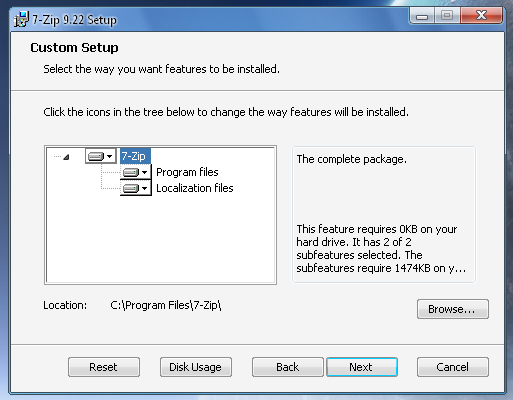 7-Zip 9.22 Setup
Custom Setup
Select the way you want features to be installed.
Click the icons in the tree below to change the way features will be installed.
7-Zip
Program files
Localization files
The complete package.
This feature requires 0KB on your
hard drive. It has 2 of 2
subfeatures selected. The
subfeatures require 1474KB on y...
Location: C:\Program Files\7-Zip\
Browse...
Reset Disk Usage Back Next Cancel